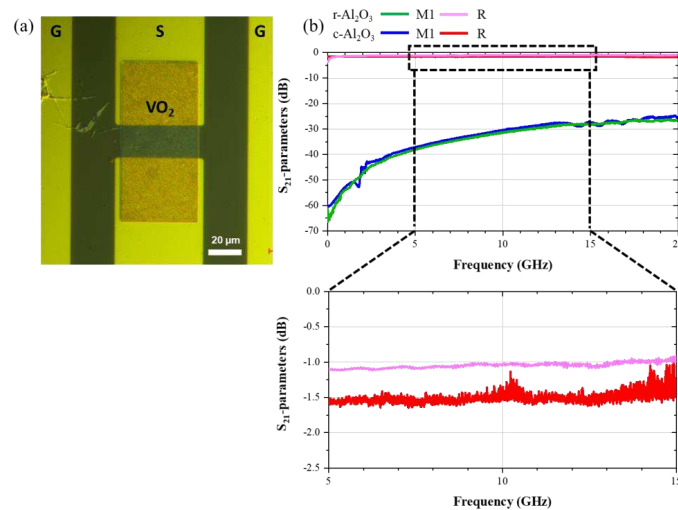 (a)
G S G
VO₂
20 µm
(b)
r-Al₂O₃ M1 R
c-Al₂O₃ M1 R
S₂₁-parameters (dB)
0
-10
-20
-30
-40
-50
-60
-70
0 5 10 15 20
Frequency (GHz)
S₂₁-parameters (dB)
0.0
-0.5
-1.0
-1.5
-2.0
-2.5
5 10 15
Frequency (GHz)